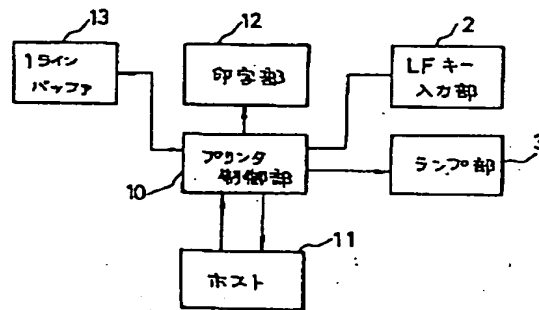 13
1ライン
バッファ
12
印字部
2
LFキー
入力部
プリンタ
制御部
10
3
ランプ部
11
ホスト